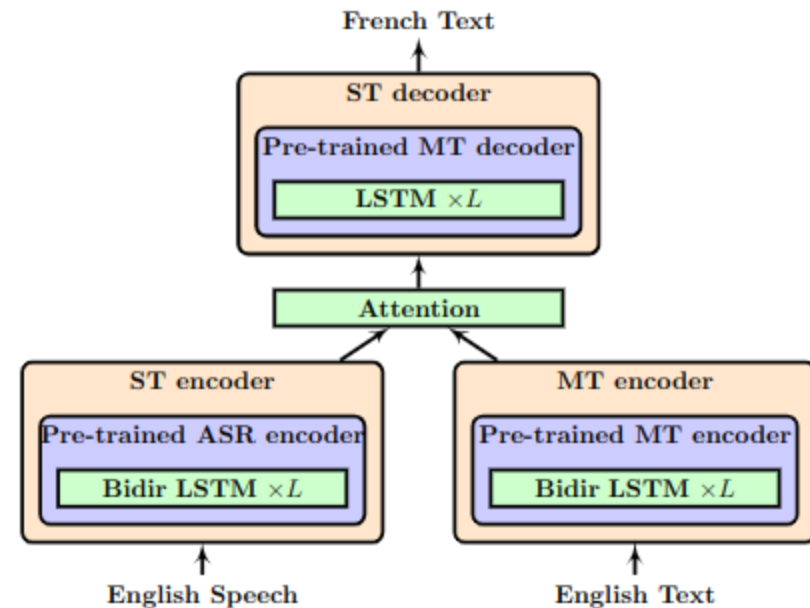 French Text
ST decoder
Pre-trained MT decoder
LSTM ×L
Attention
ST encoder
Pre-trained ASR encoder
Bidir LSTM ×L
English Speech
MT encoder
Pre-trained MT encoder
Bidir LSTM ×L
English Text